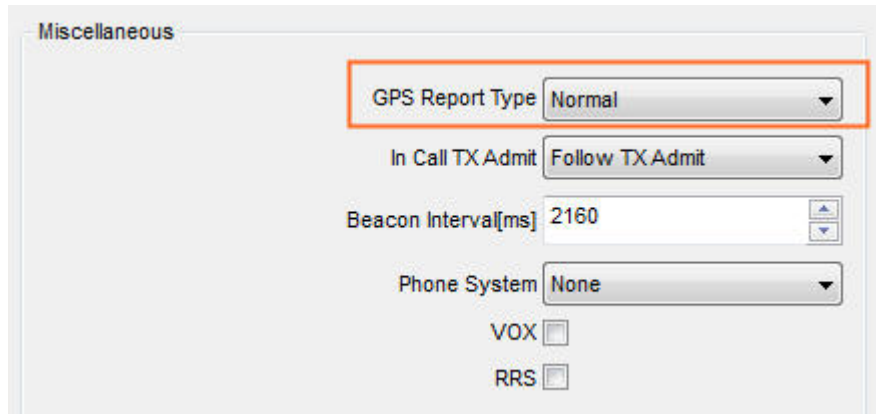 Miscellaneous
GPS Report Type Normal
In Call TX Admit Follow TX Admit
Beacon Interval[ms] 2160
Phone System None
VOX
RRS